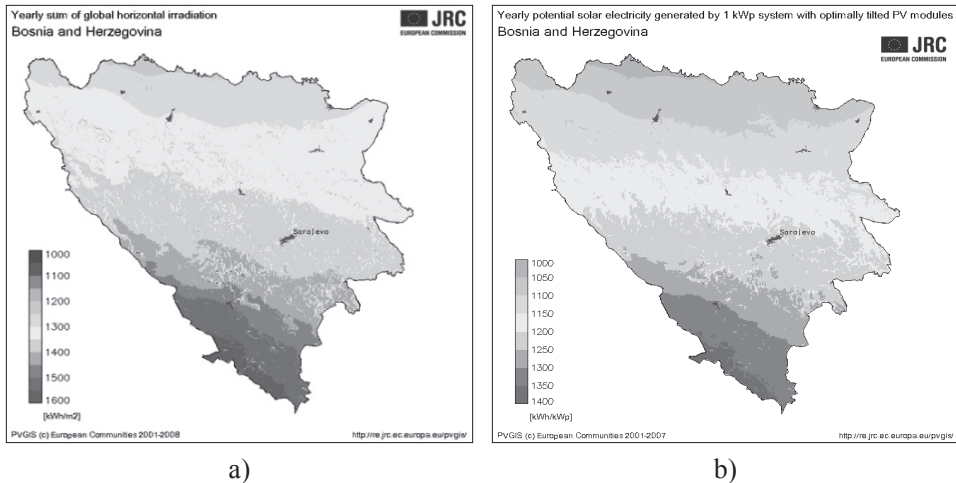 Yearly sum of global horizontal irradiation
Bosnia and Herzegovina
JRC
EUROPEAN COMMISSION
Sarajevo
1000
1100
1200
1300
1400
1500
1600
[kWh/m2]
PVGIS (c) European Communities 2001-2008
http://re.jrc.ec.europa.eu/pvgis/
a)
Yearly potential solar electricity generated by 1 kWp system with optimally tilted PV modules
Bosnia and Herzegovina
JRC
EUROPEAN COMMISSION
Sarajevo
1000
1050
1100
1150
1200
1250
1300
1350
1400
[kWh/kWp]
PVGIS (c) European Communities 2001-2007
http://re.jrc.ec.europa.eu/pvgis/
b)